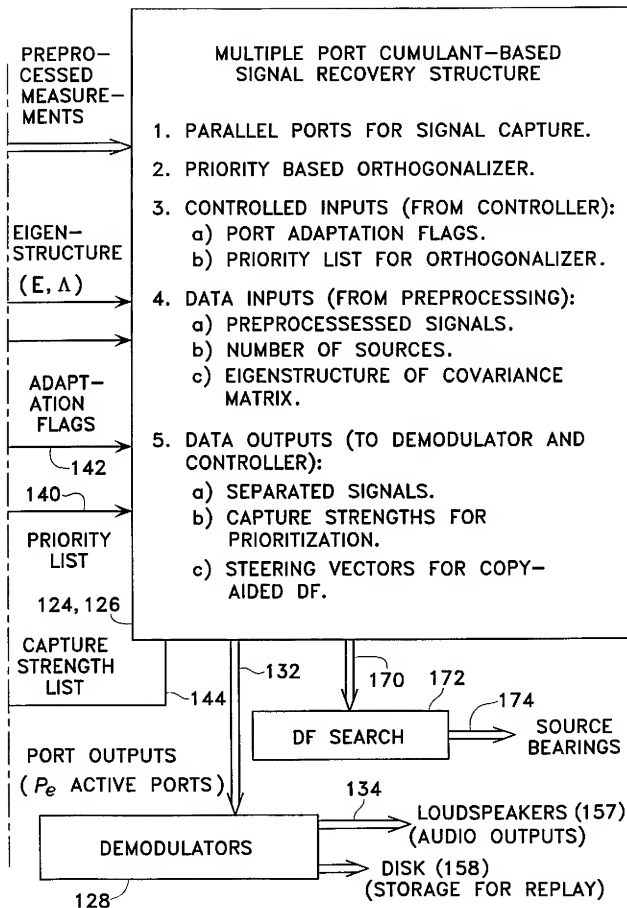 PREPRO-
CESSED
MEASURE-
MENTS
EIGEN-
STRUCTURE
(E, Λ)
ADAPT-
ATION
FLAGS
142
140
PRIORITY
LIST
124, 126
CAPTURE
STRENGTH
LIST
144
MULTIPLE PORT CUMULANT-BASED
SIGNAL RECOVERY STRUCTURE
1. PARALLEL PORTS FOR SIGNAL CAPTURE.
2. PRIORITY BASED ORTHOGONALIZER.
3. CONTROLLED INPUTS (FROM CONTROLLER):
a) PORT ADAPTATION FLAGS.
b) PRIORITY LIST FOR ORTHOGONALIZER.
4. DATA INPUTS (FROM PREPROCESSING):
a) PREPROCESSESSED SIGNALS.
b) NUMBER OF SOURCES.
c) EIGENSTRUCTURE OF COVARIANCE
MATRIX.
5. DATA OUTPUTS (TO DEMODULATOR AND
CONTROLLER):
a) SEPARATED SIGNALS.
b) CAPTURE STRENGTHS FOR
PRIORITIZATION.
c) STEERING VECTORS FOR COPY-
AIDED DF.
132
170
172
174
DF SEARCH
SOURCE
BEARINGS
PORT OUTPUTS
(Pe ACTIVE PORTS)
134
DEMODULATORS
128
LOUDSPEAKERS (157)
(AUDIO OUTPUTS)
DISK (158)
(STORAGE FOR REPLAY)